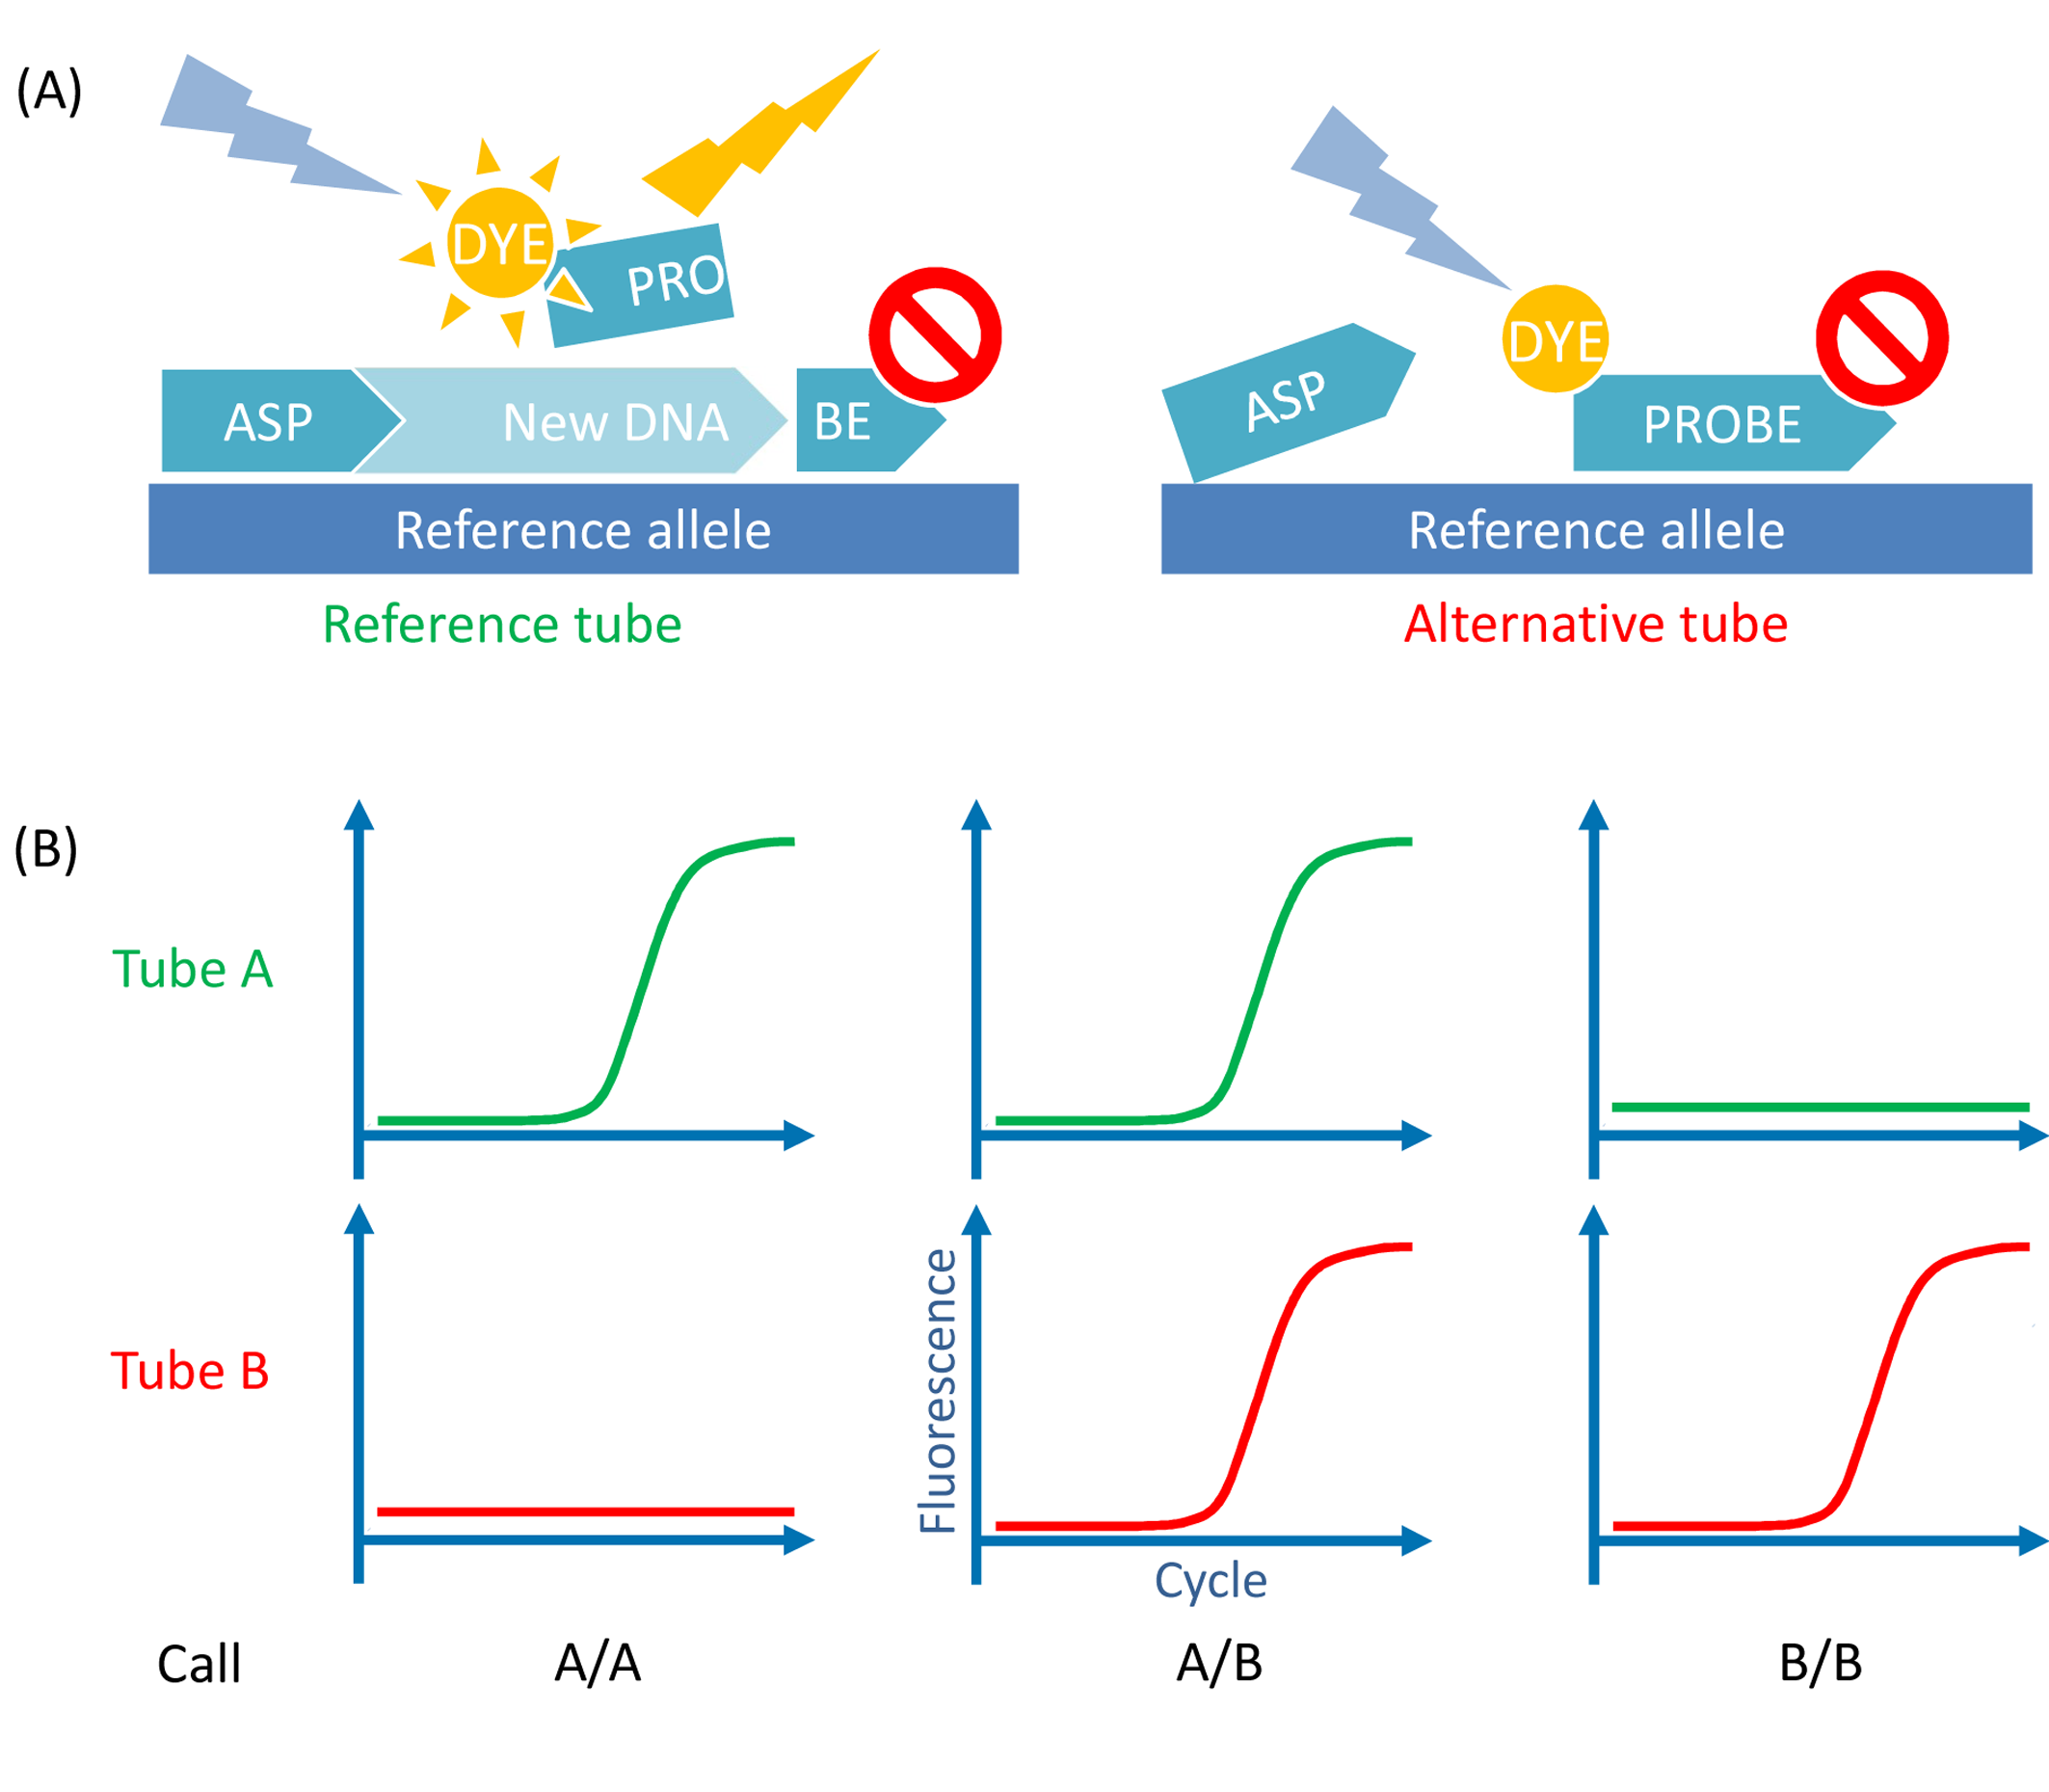 (A)
DYE
PRO
ASP
New DNA
BE
Reference allele
Reference tube
DYE
ASP
PROBE
Reference allele
Alternative tube
(B)
Tube A
Tube B
Fluorescence
Cycle
Call
A/A
A/B
B/B